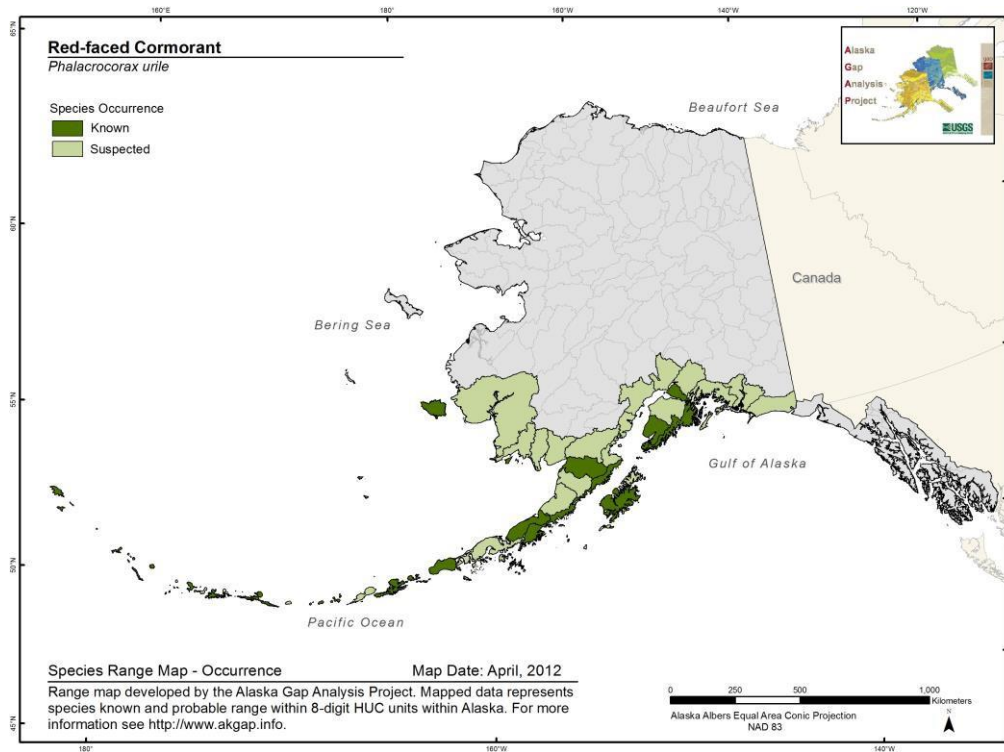 160°E
180°
160°W
140°W
120°W
65°N
Red-faced Cormorant
Phalacrocorax urile
Species Occurrence
Known
Suspected
Alaska
Gap
Analysis
Project
USGS
Beaufort Sea
60°N
60°N
Canada
Bering Sea
55°N
55°N
Gulf of Alaska
50°N
50°N
Pacific Ocean
Species Range Map - Occurrence Map Date: April, 2012
Range map developed by the Alaska Gap Analysis Project. Mapped data represents
species known and probable range within 8-digit HUC units within Alaska. For more
information see http://www.akgap.info.
0 250 500 1,000
Kilometers
Alaska Albers Equal Area Conic Projection
NAD 83
N
45°N
45°N
180°
160°W
140°W